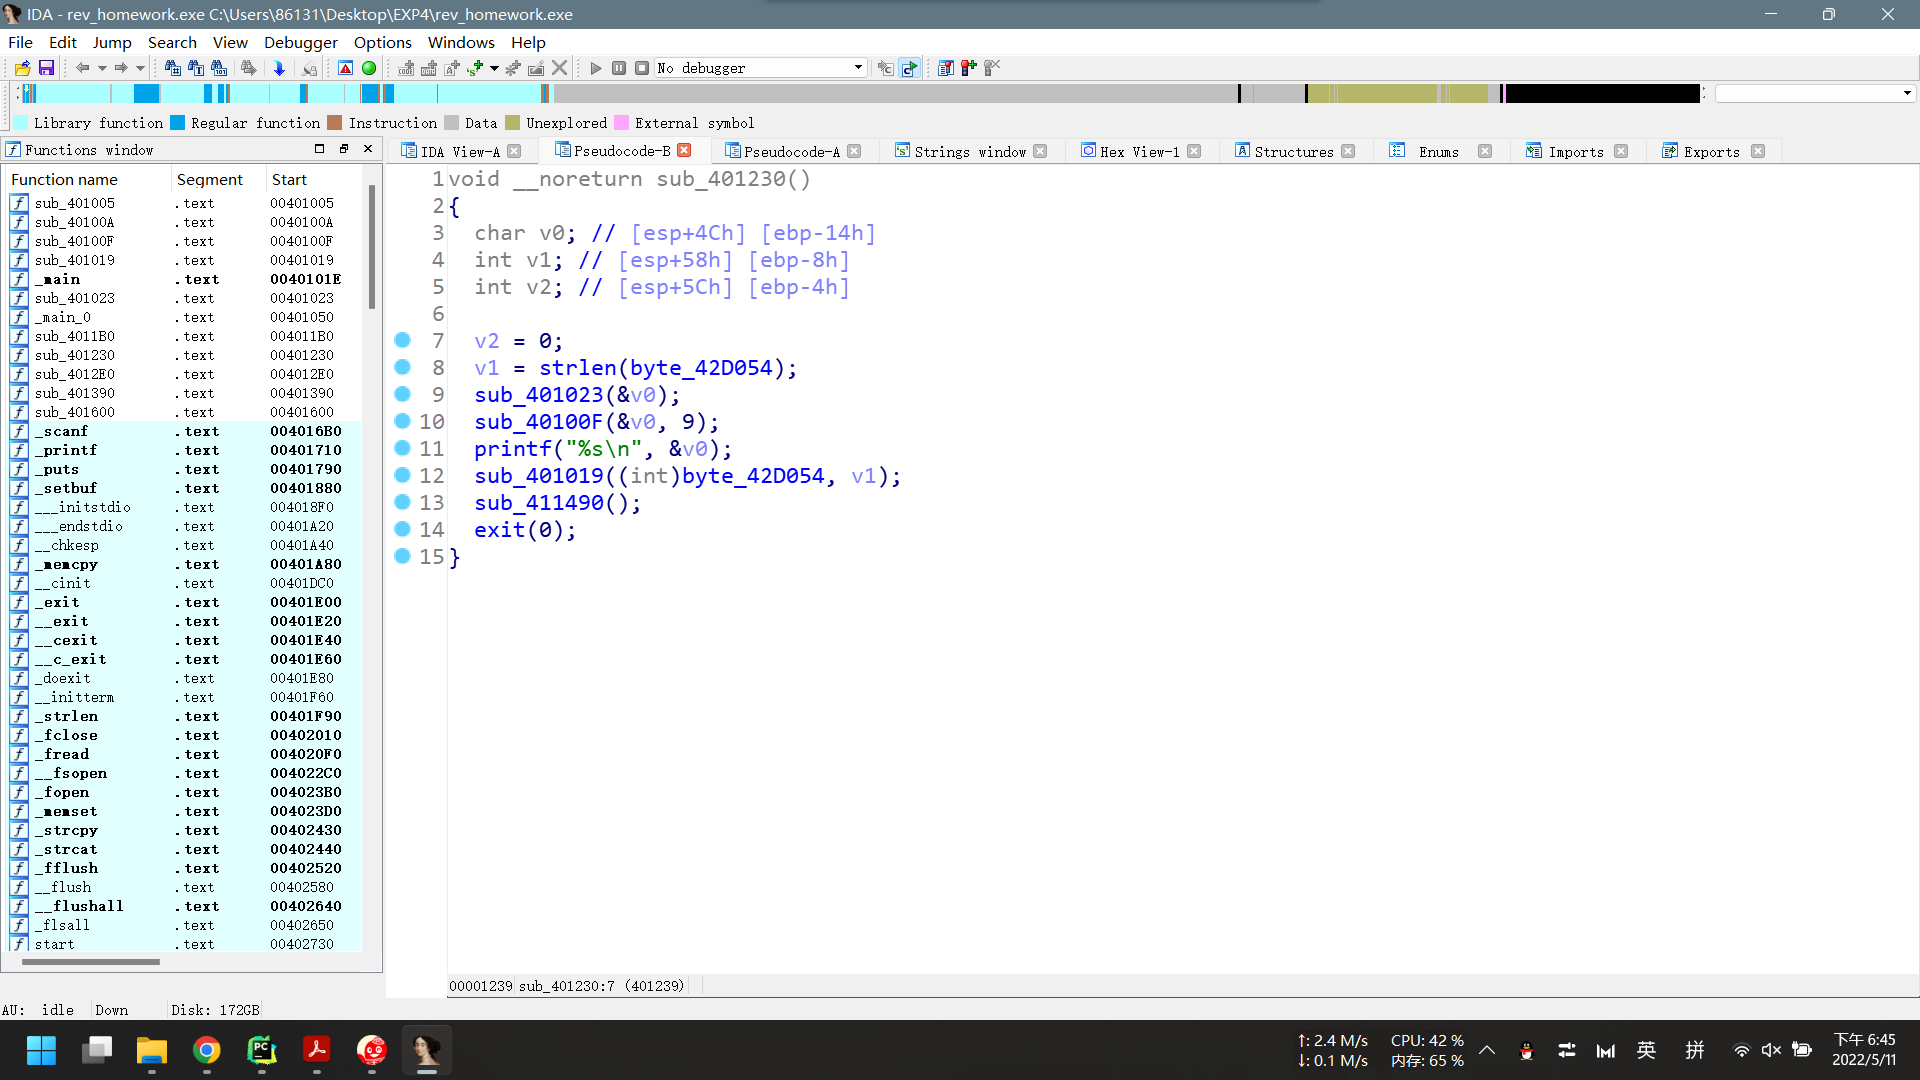 IDA - rev_homework.exe C:\Users\86131\Desktop\EXP4\rev_homework.exe
File Edit Jump Search View Debugger Options Windows Help
No debugger
Library function Regular function Instruction Data Unexplored External symbol
Functions window
IDA View-A Pseudocode-B Pseudocode-A Strings window Hex View-1 Structures Enums Imports Exports
Function name Segment Start
sub_401005 .text 00401005
sub_40100A .text 0040100A
sub_40100F .text 0040100F
sub_401019 .text 00401019
_main .text 0040101E
sub_401023 .text 00401023
_main_0 .text 00401050
sub_4011B0 .text 004011B0
sub_401230 .text 00401230
sub_4012E0 .text 004012E0
sub_401390 .text 00401390
sub_401600 .text 00401600
_scanf .text 004016B0
_printf .text 00401710
_puts .text 00401790
_setbuf .text 00401880
___initstdio .text 004018F0
___endstdio .text 00401A20
__chkesp .text 00401A40
_memcpy .text 00401A80
__cinit .text 00401DC0
_exit .text 00401E00
__exit .text 00401E20
__cexit .text 00401E40
__c_exit .text 00401E60
_doexit .text 00401E80
__initterm .text 00401F60
_strlen .text 00401F90
_fclose .text 00402010
_fread .text 004020F0
__fsopen .text 004022C0
_fopen .text 004023B0
_memset .text 004023D0
_strcpy .text 00402430
_strcat .text 00402440
_fflush .text 00402520
__flush .text 00402580
__flushall .text 00402640
_flsall .text 00402650
start .text 00402730
1 void __noreturn sub_401230()
2 {
3 char v0; // [esp+4Ch] [ebp-14h]
4 int v1; // [esp+58h] [ebp-8h]
5 int v2; // [esp+5Ch] [ebp-4h]
6
7 v2 = 0;
8 v1 = strlen(byte_42D054);
9 sub_401023(&v0);
10 sub_40100F(&v0, 9);
11 printf("%s\n", &v0);
12 sub_401019((int)byte_42D054, v1);
13 sub_411490();
14 exit(0);
15 }
00001239 sub_401230:7 (401239)
AU: idle Down Disk: 172GB
↑: 2.4 M/s CPU: 42 %
↓: 0.1 M/s 内存: 65 %
英 拼
下午 6:45
2022/5/11